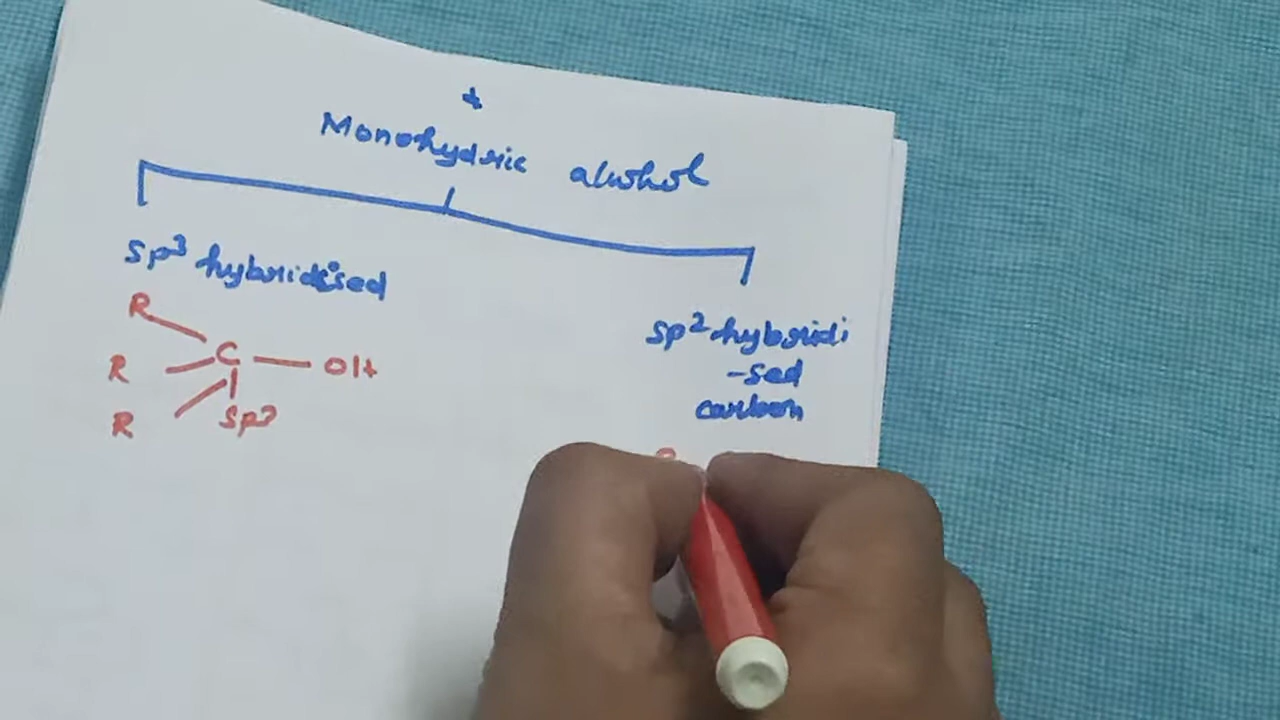 Monohydric alcohol
sp³ hybridised
sp² hybridi
-sed
carbon
R
R C — OH
R sp³